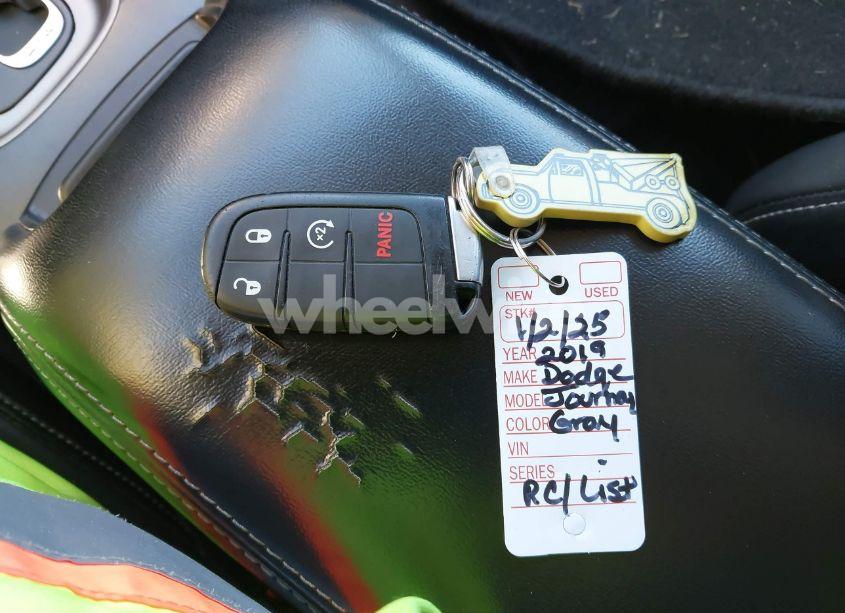 x2
PANIC
wheelw
NEW USED
STK# 1/2/25
YEAR 2019
MAKE Dodge
MODEL Journey
COLOR Gray
VIN
SERIES
RC/List